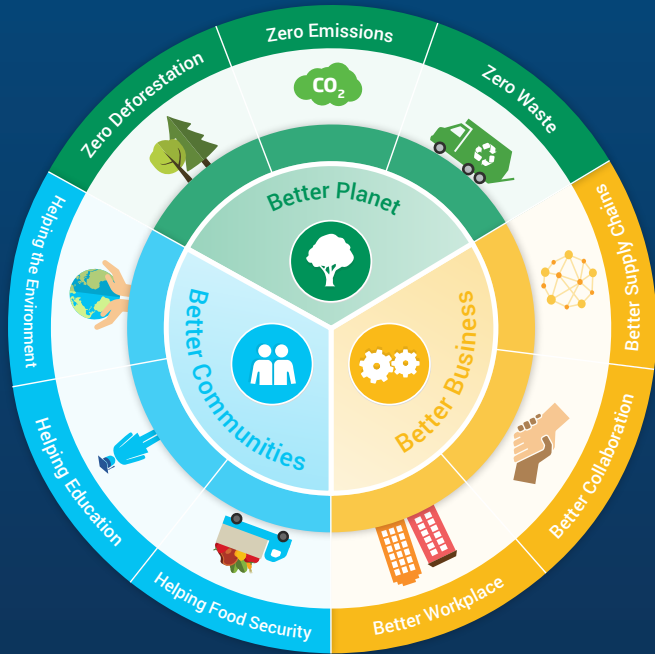 Zero Deforestation
Zero Emissions
Zero Waste
CO2
Better Planet
Better Supply Chains
Better Collaboration
Better Workplace
Better Business
Helping Food Security
Helping Education
Helping the Environment
Better Communities